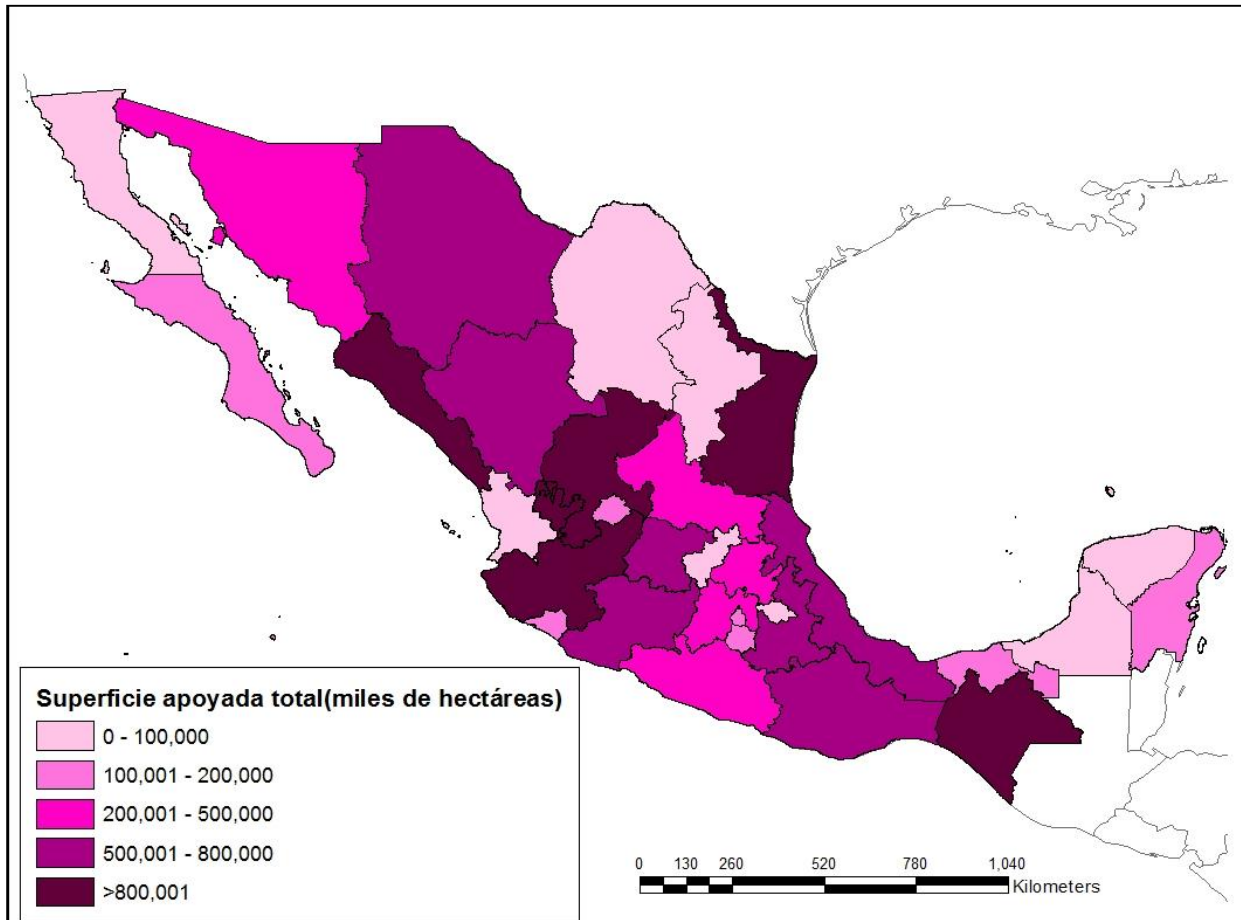 Superficie apoyada total(miles de hectáreas)
0 - 100,000
100,001 - 200,000
200,001 - 500,000
500,001 - 800,000
>800,001
0 130 260 520 780 1,040
Kilometers